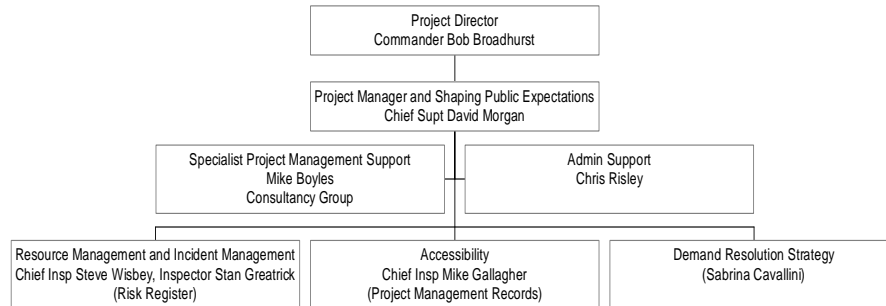 Project Director
Commander Bob Broadhurst
Project Manager and Shaping Public Expectations
Chief Supt David Morgan
Specialist Project Management Support
Mike Boyles
Consultancy Group
Admin Support
Chris Risley
Resource Management and Incident Management
Chief Insp Steve Wisbey, Inspector Stan Greatrick
(Risk Register)
Accessibility
Chief Insp Mike Gallagher
(Project Management Records)
Demand Resolution Strategy
(Sabrina Cavallini)